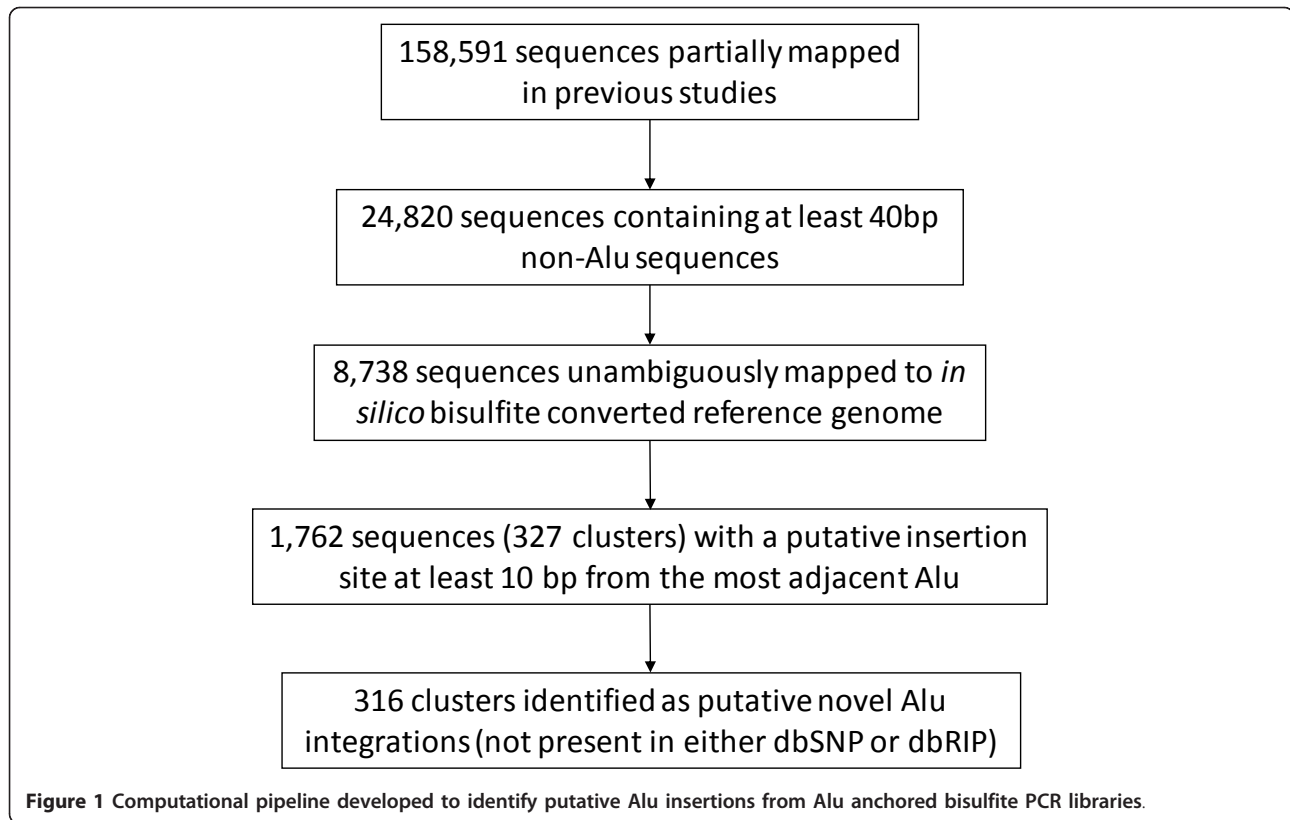 158,591 sequences partially mapped
in previous studies
24,820 sequences containing at least 40bp
non-Alu sequences
8,738 sequences unambiguously mapped to in
silico bisulfite converted reference genome
1,762 sequences (327 clusters) with a putative insertion
site at least 10 bp from the most adjacent Alu
316 clusters identified as putative novel Alu
integrations (not present in either dbSNP or dbRIP)
Figure 1 Computational pipeline developed to identify putative Alu insertions from Alu anchored bisulfite PCR libraries.